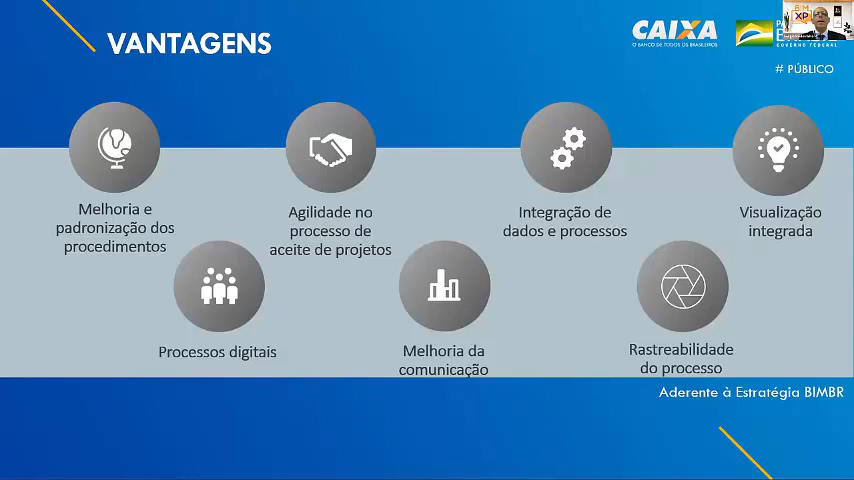 VANTAGENS
CAIXA
O BANCO DE TODOS OS BRASILEIROS
BIM
XP
GOVERNO FEDERAL
# PÚBLICO
Melhoria e
padronização dos
procedimentos
Agilidade no
processo de
aceite de projetos
Integração de
dados e processos
Visualização
integrada
Processos digitais
Melhoria da
comunicação
Rastreabilidade
do processo
Aderente à Estratégia BIMBR